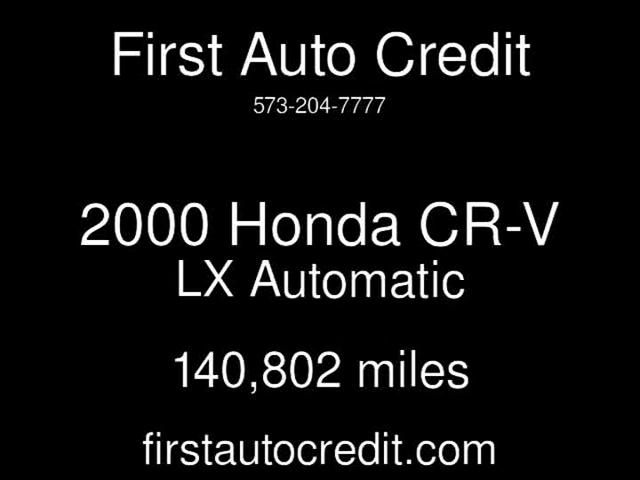 First Auto Credit
573-204-7777
2000 Honda CR-V
LX Automatic
140,802 miles
firstautocredit.com